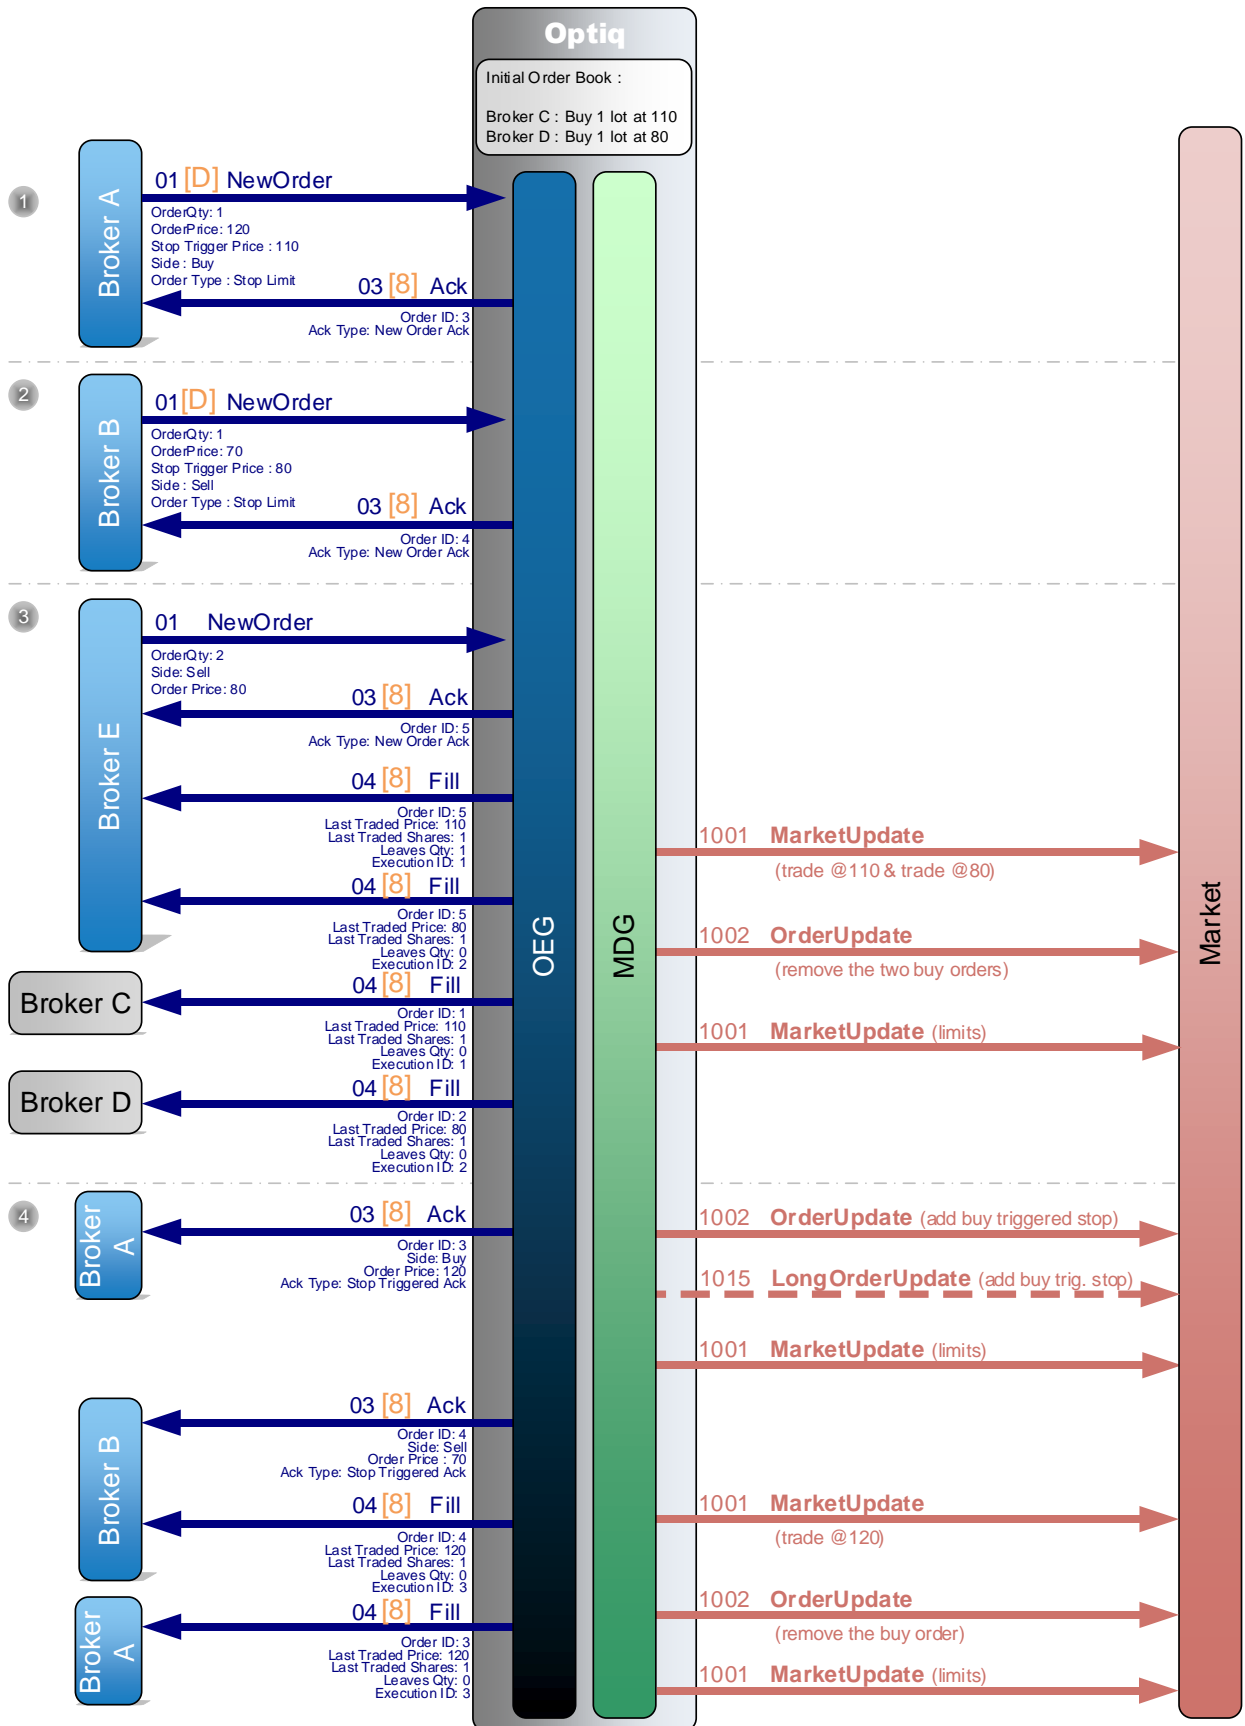 Optiq
Initial Order Book :
Broker C : Buy 1 lot at 110
Broker D : Buy 1 lot at 80
OEG
MDG
Market
1
Broker A
01 [D] NewOrder
OrderQty: 1
OrderPrice: 120
Stop Trigger Price : 110
Side : Buy
Order Type : Stop Limit
03 [8] Ack
Order ID: 3
Ack Type: New Order Ack
2
Broker B
01 [D] NewOrder
OrderQty: 1
OrderPrice: 70
Stop Trigger Price : 80
Side : Sell
Order Type : Stop Limit
03 [8] Ack
Order ID: 4
Ack Type: New Order Ack
3
Broker E
01 NewOrder
OrderQty: 2
Side: Sell
Order Price: 80
03 [8] Ack
Order ID: 5
Ack Type: New Order Ack
04 [8] Fill
Order ID: 5
Last Traded Price: 110
Last Traded Shares: 1
Leaves Qty: 1
Execution ID: 1
1001 MarketUpdate
(trade @110 & trade @80)
04 [8] Fill
Order ID: 5
Last Traded Price: 80
Last Traded Shares: 1
Leaves Qty: 0
Execution ID: 2
1002 OrderUpdate
(remove the two buy orders)
Broker C
04 [8] Fill
Order ID: 1
Last Traded Price: 110
Last Traded Shares: 1
Leaves Qty: 0
Execution ID: 1
1001 MarketUpdate (limits)
Broker D
04 [8] Fill
Order ID: 2
Last Traded Price: 80
Last Traded Shares: 1
Leaves Qty: 0
Execution ID: 2
4
Broker
A
03 [8] Ack
Order ID: 3
Side: Buy
Order Price: 120
Ack Type: Stop Triggered Ack
1002 OrderUpdate (add buy triggered stop)
1015 LongOrderUpdate (add buy trig. stop)
1001 MarketUpdate (limits)
Broker B
03 [8] Ack
Order ID: 4
Side: Sell
Order Price : 70
Ack Type: Stop Triggered Ack
04 [8] Fill
Order ID: 4
Last Traded Price: 120
Last Traded Shares: 1
Leaves Qty: 0
Execution ID: 3
1001 MarketUpdate
(trade @120)
Broker
A
04 [8] Fill
Order ID: 3
Last Traded Price: 120
Last Traded Shares: 1
Leaves Qty: 0
Execution ID: 3
1002 OrderUpdate
(remove the buy order)
1001 MarketUpdate (limits)